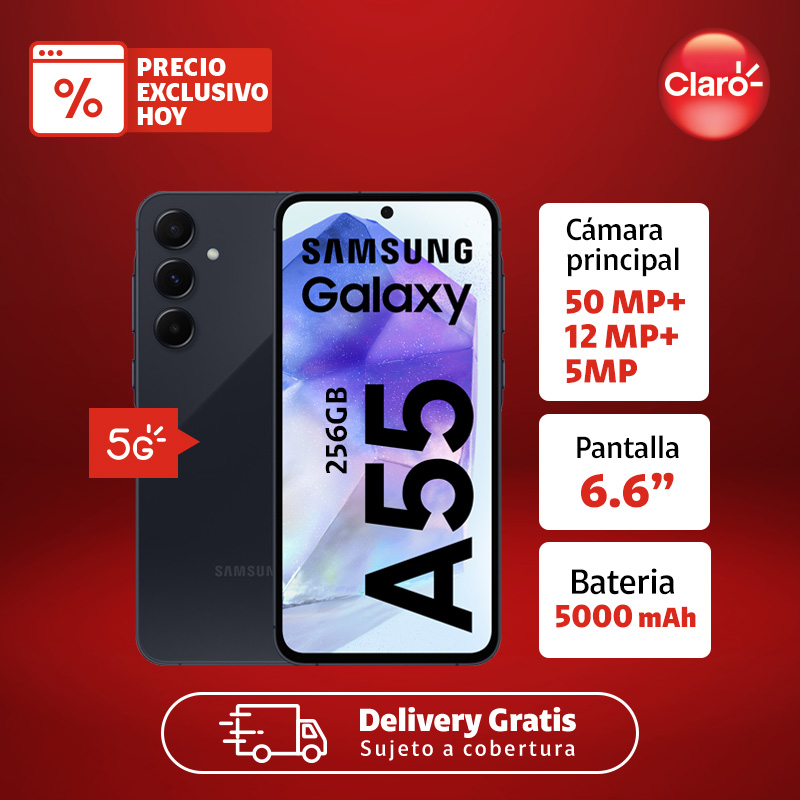 %
PRECIO
EXCLUSIVO
HOY
Claro
SAMSUNG
Galaxy
256GB
A55
5G
SAMSUN
Cámara
principal
50 MP+
12 MP+
5MP
Pantalla
6.6”
Bateria
5000 mAh
Delivery Gratis
Sujeto a cobertura